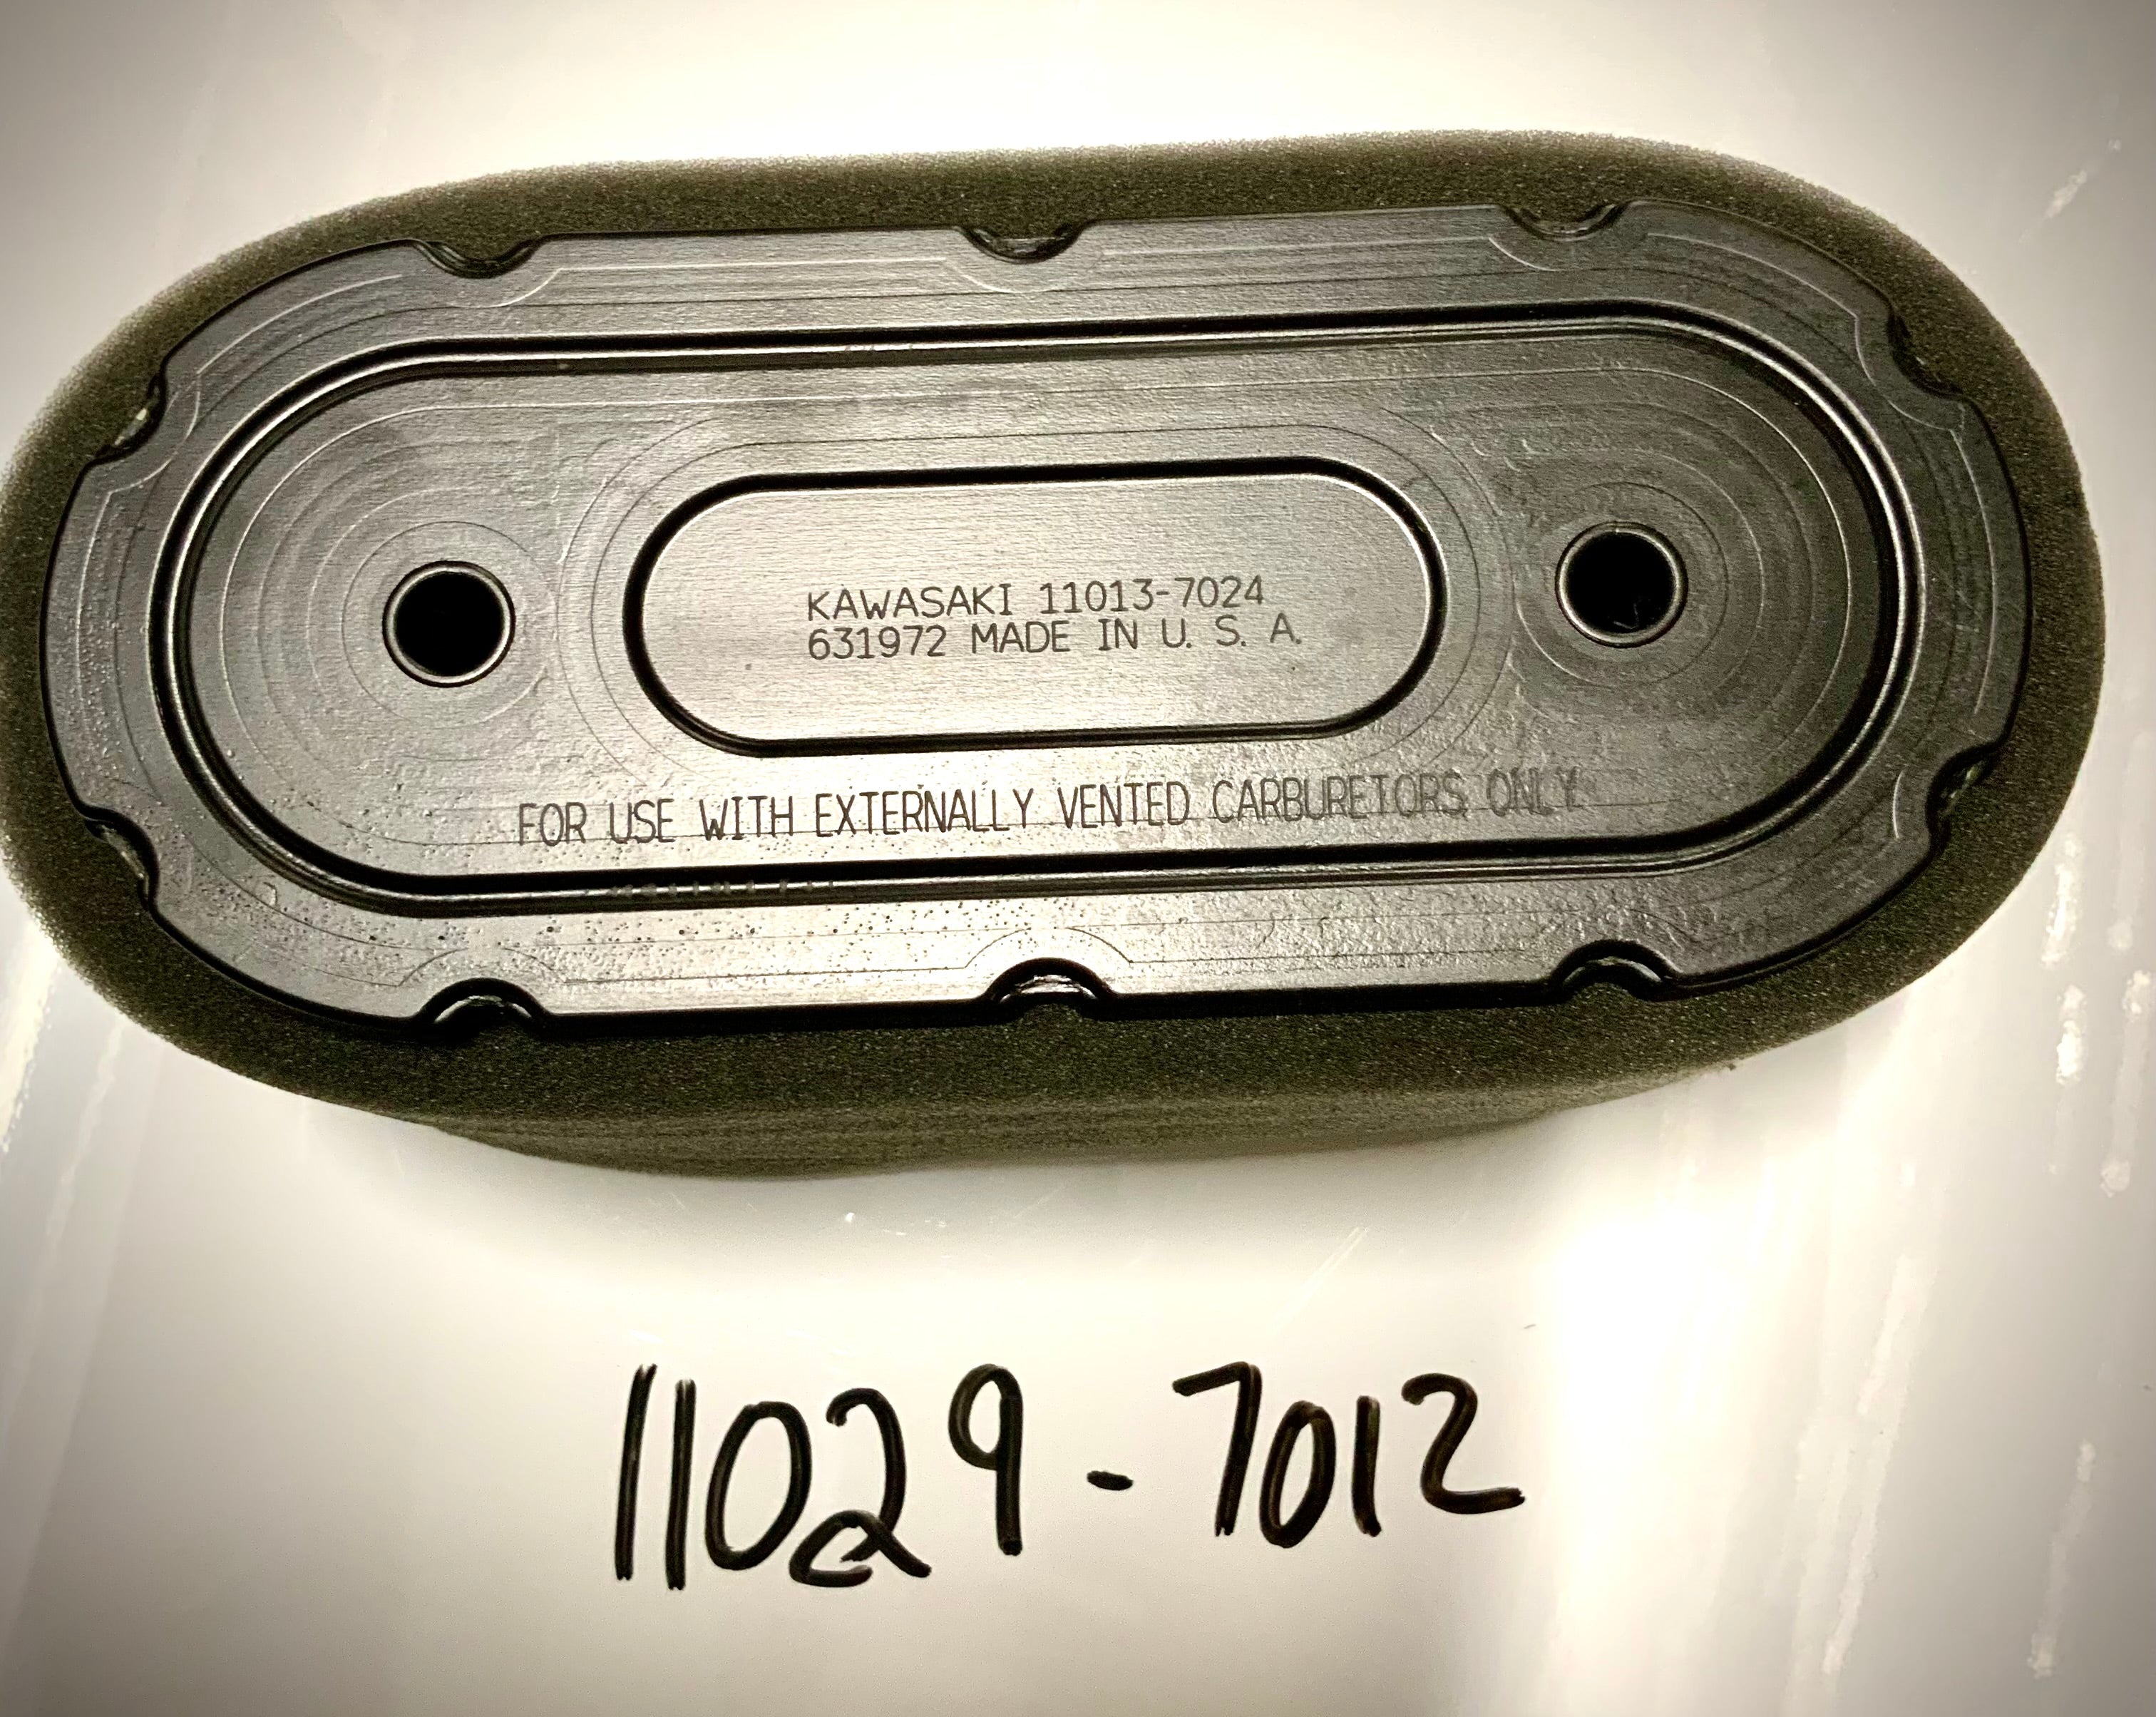 KAWASAKI 11013-7024
631972 MADE IN U. S. A.
FOR USE WITH EXTERNALLY VENTED CARBURETORS ONLY
11029-7012